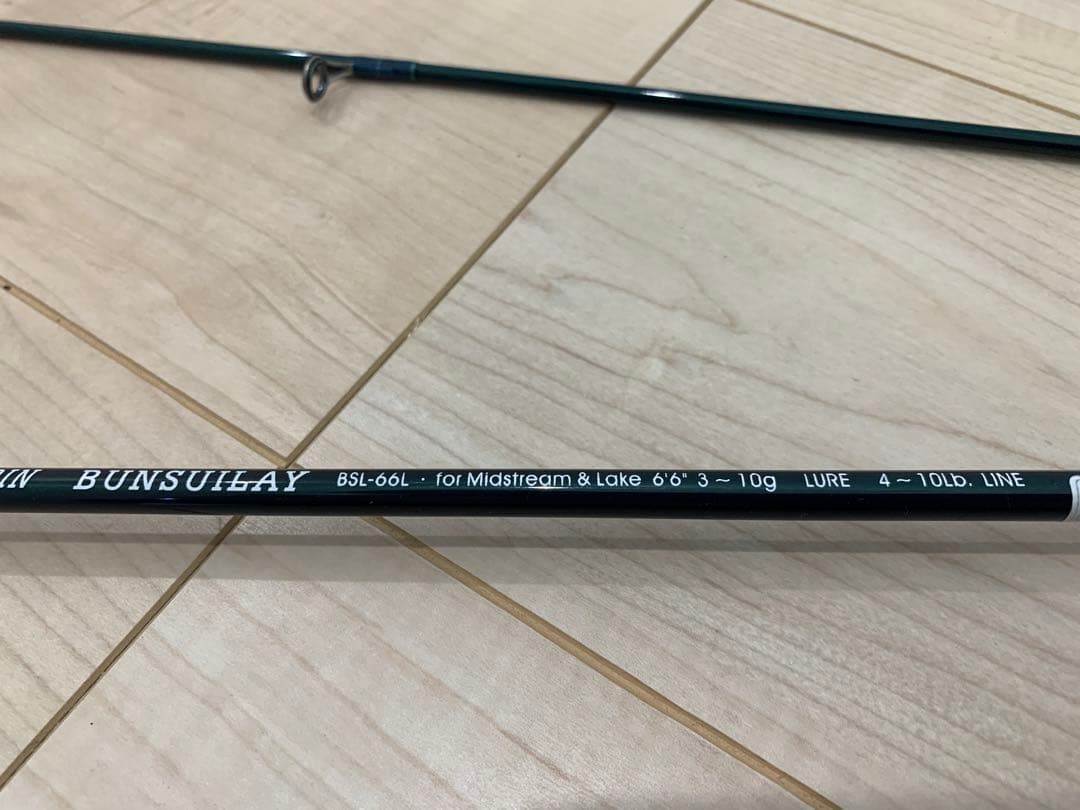 BUNSUILAY BSL-66L · for Midstream & Lake 6'6" 3～10g LURE 4～10Lb. LINE